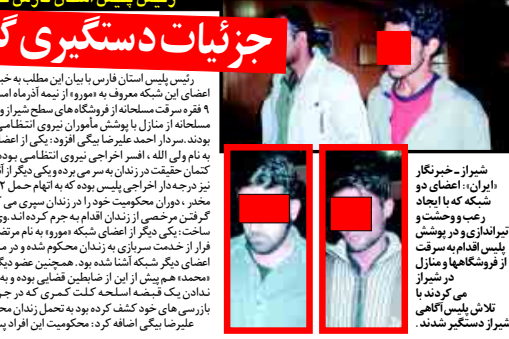 رئیس پلیس استان فارس
جزئیات دستگیری
رئیس پلیس استان فارس با بیان این مطلب به
اعضای این شبکه معروف به «مورو» از نیمه آذرماه
۹ فقره سرقت مسلحانه از فروشگاه‌های سطح شیراز و
مسلحانه از منازل با پوشش مأموران نیروی انتظامی
بودند. سردار احمد علیرضا بیگی افزود: یکی از اعضا
به نام ولی الله ، افسر اخراجی نیروی انتظامی بوده
کتمان حقیقت در زندان به سر می برده و یکی دیگر از
نیز درجه‌دار اخراجی پلیس بوده که به اتهام حمل ۲
مخدر ، دوران محکومیت خود را در زندان سپری می
گرفتن مرخصی از زندان اقدام به جرم کرده‌اند. وی
ساخت: یکی دیگر از اعضای شبکه «مورو» به نام
فرار از خدمت سربازی به زندان محکوم شده و در
اعضای دیگر شبکه آشنا شده بود. همچنین عضو
«محمد» هم پیش از این از ضابطین قضایی بوده و به
ندادن یک قبضه اسلحه کلت کمری که در
بازرسی های خود کشف کرده بود به تحمل زندان
علیرضا بیگی اضافه کرد: محکومیت این افراد
شیراز ـ خبرنگار
«ایران»: اعضای دو
شبکه که با ایجاد
رعب و وحشت و
تیراندازی و در پوشش
پلیس اقدام به سرقت
از فروشگاهها و منازل
در شیراز
می کردند با
تلاش پلیس آگاهی
شیراز دستگیر شدند .